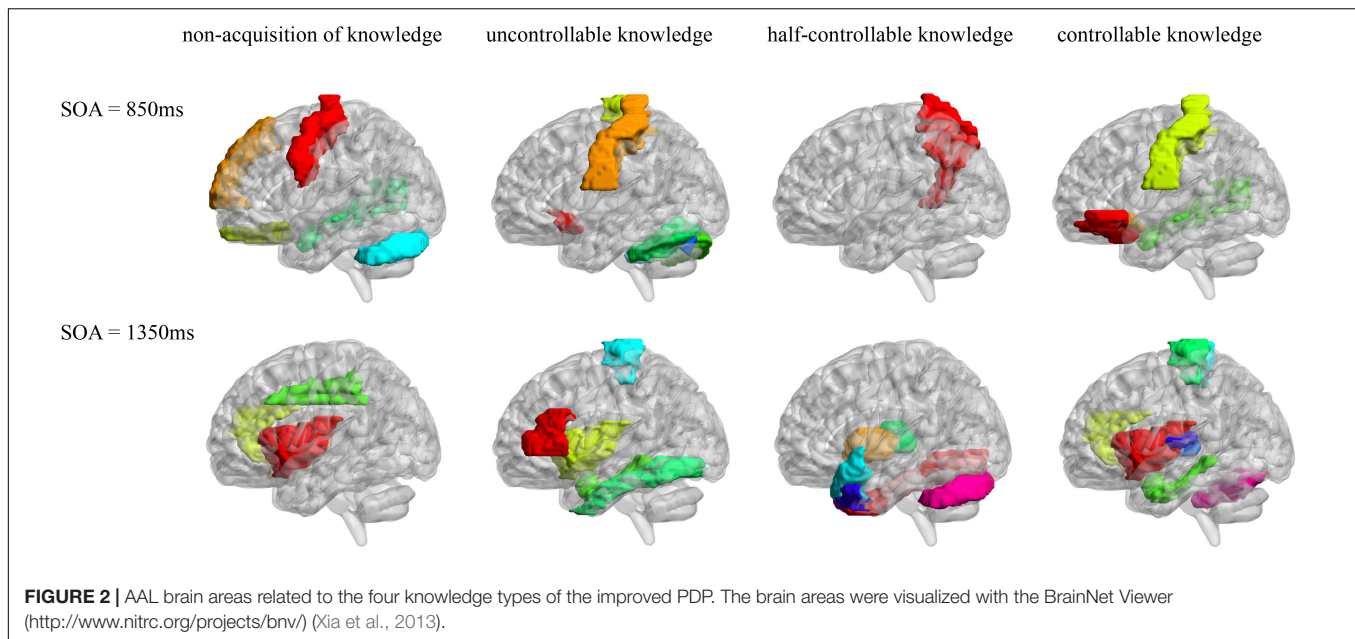 non-acquisition of knowledge uncontrollable knowledge half-controllable knowledge controllable knowledge
SOA = 850ms
SOA = 1350ms
FIGURE 2 | AAL brain areas related to the four knowledge types of the improved PDP. The brain areas were visualized with the BrainNet Viewer
(http://www.nitrc.org/projects/bnv/) (Xia et al., 2013).